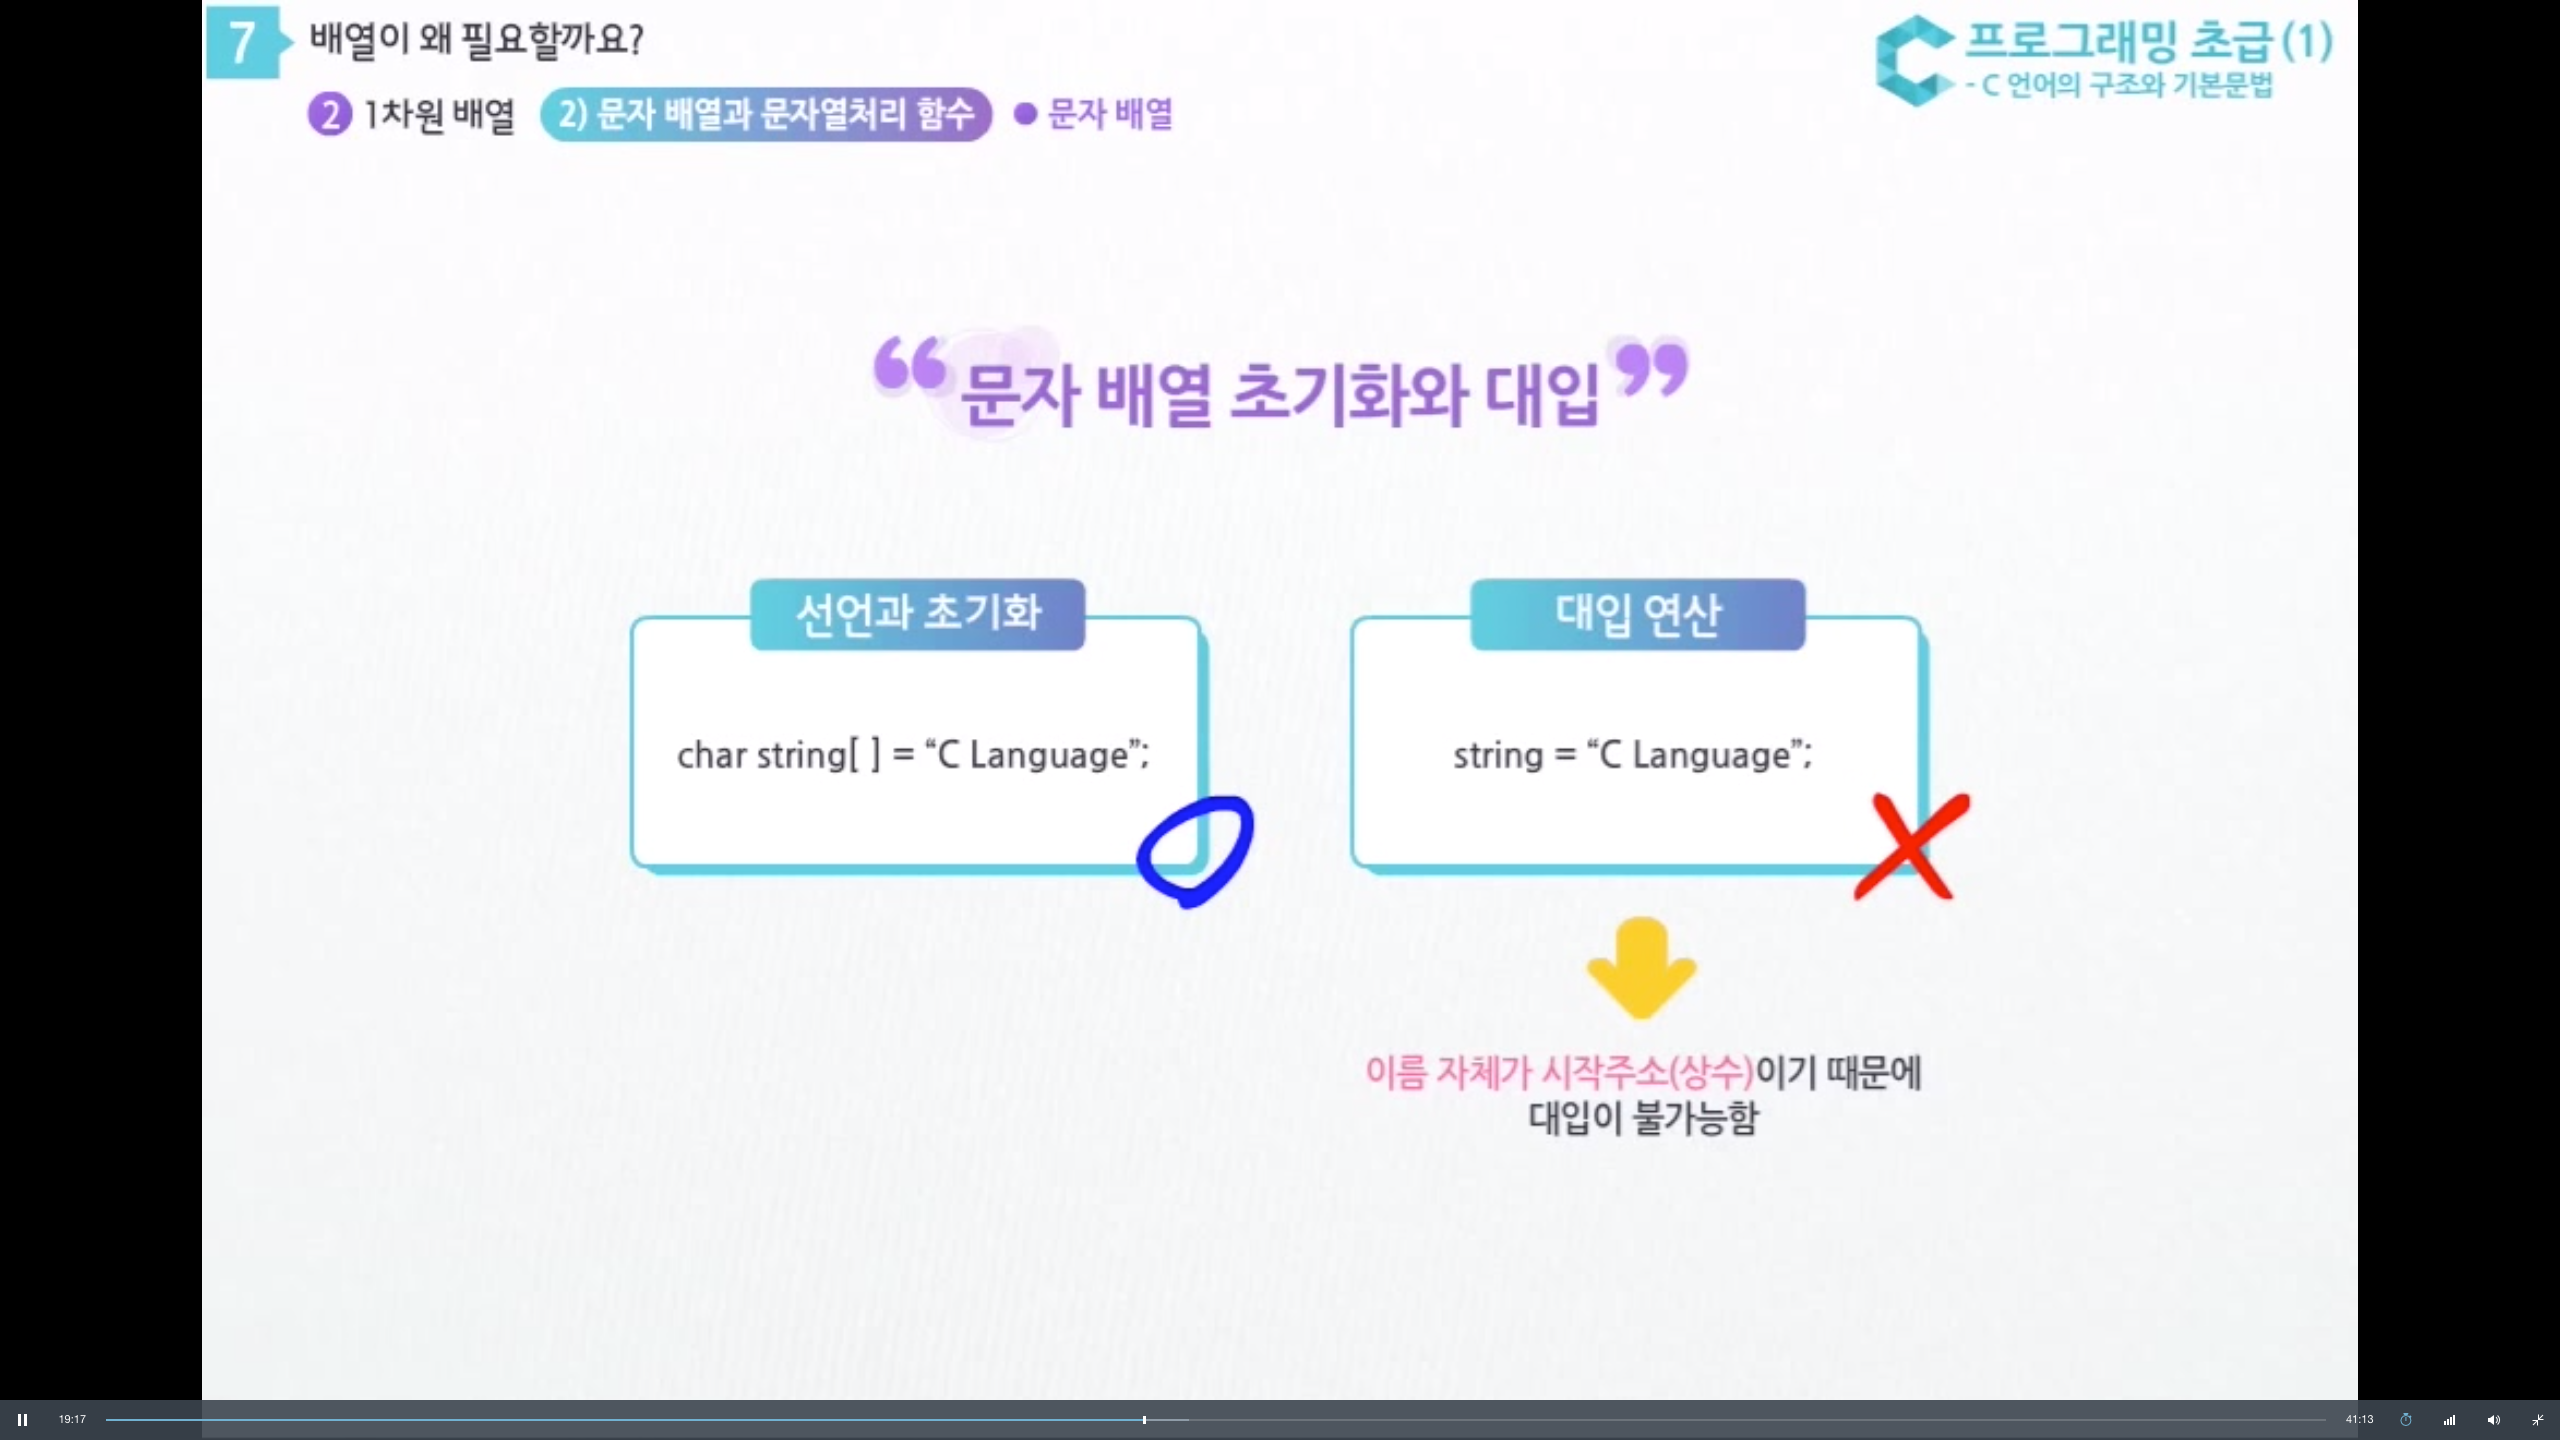 7 배열이 왜 필요할까요?
프로그래밍 초급(1)
- C 언어의 구조와 기본문법
2 1차원 배열 2) 문자 배열과 문자열처리 함수 ● 문자 배열
“ 문자 배열 초기화와 대입 ”
선언과 초기화
char string[ ] = “C Language”;
대입 연산
string = “C Language”;
이름 자체가 시작주소(상수)이기 때문에
대입이 불가능함
19:17
41:13